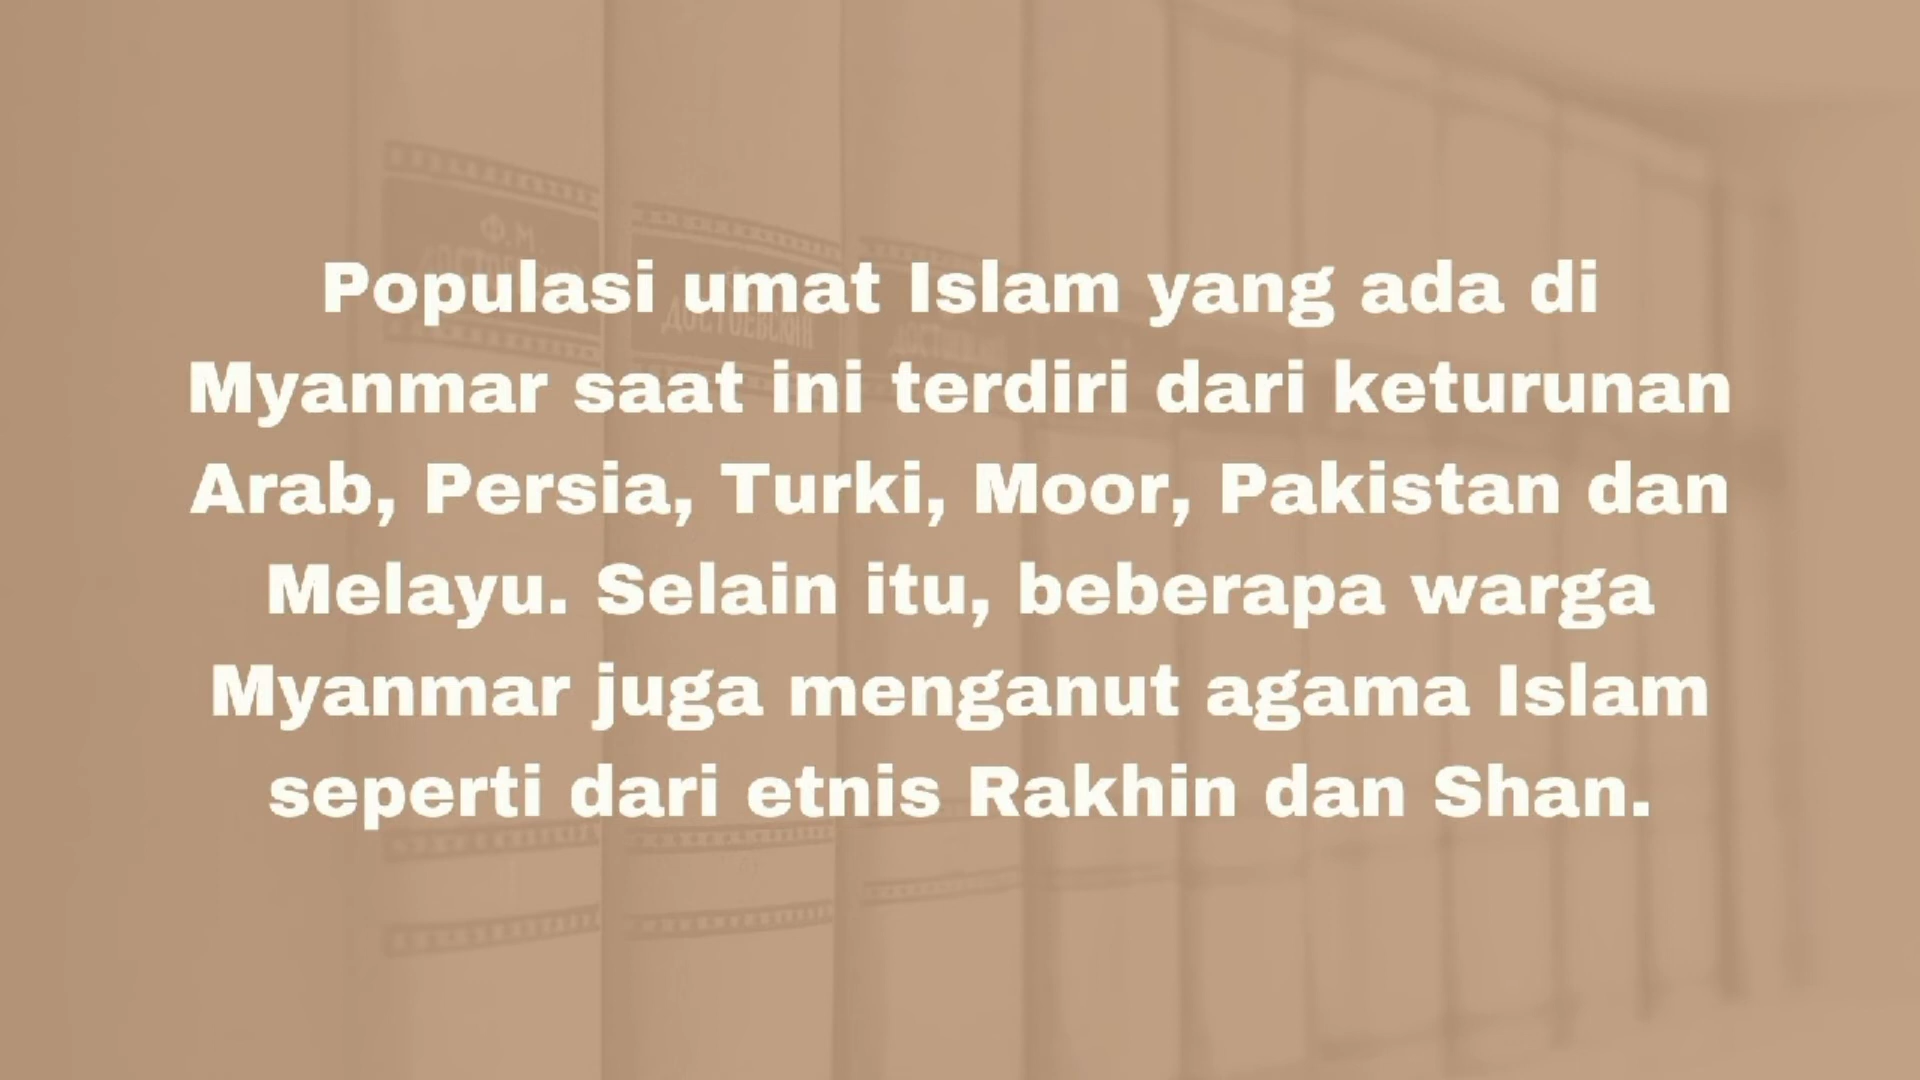 Ф.М.
ДОСТОЕВСКИЙ
Populasi umat Islam yang ada di
Myanmar saat ini terdiri dari keturunan
Arab, Persia, Turki, Moor, Pakistan dan
Melayu. Selain itu, beberapa warga
Myanmar juga menganut agama Islam
seperti dari etnis Rakhin dan Shan.